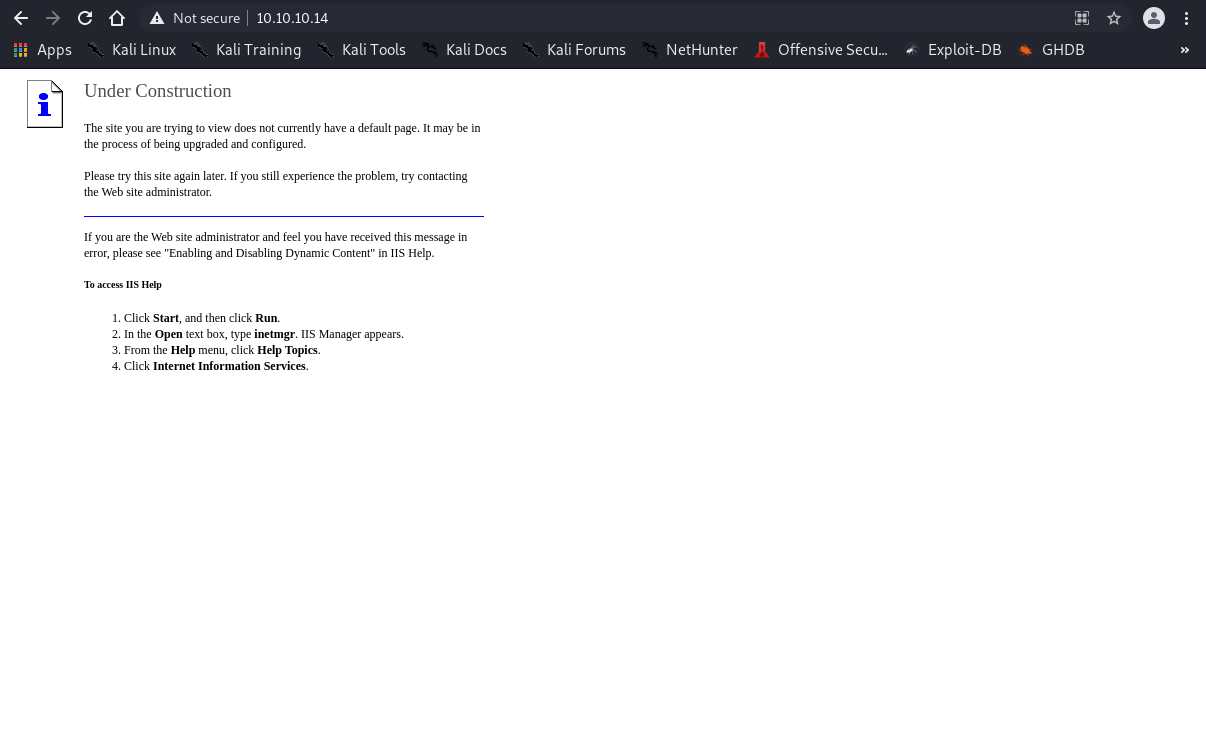 Not secure 10.10.10.14
Apps Kali Linux Kali Training Kali Tools Kali Docs Kali Forums NetHunter Offensive Secu... Exploit-DB GHDB »
Under Construction
The site you are trying to view does not currently have a default page. It may be in
the process of being upgraded and configured.
Please try this site again later. If you still experience the problem, try contacting
the Web site administrator.
If you are the Web site administrator and feel you have received this message in
error, please see "Enabling and Disabling Dynamic Content" in IIS Help.
To access IIS Help
1. Click Start, and then click Run.
2. In the Open text box, type inetmgr. IIS Manager appears.
3. From the Help menu, click Help Topics.
4. Click Internet Information Services.